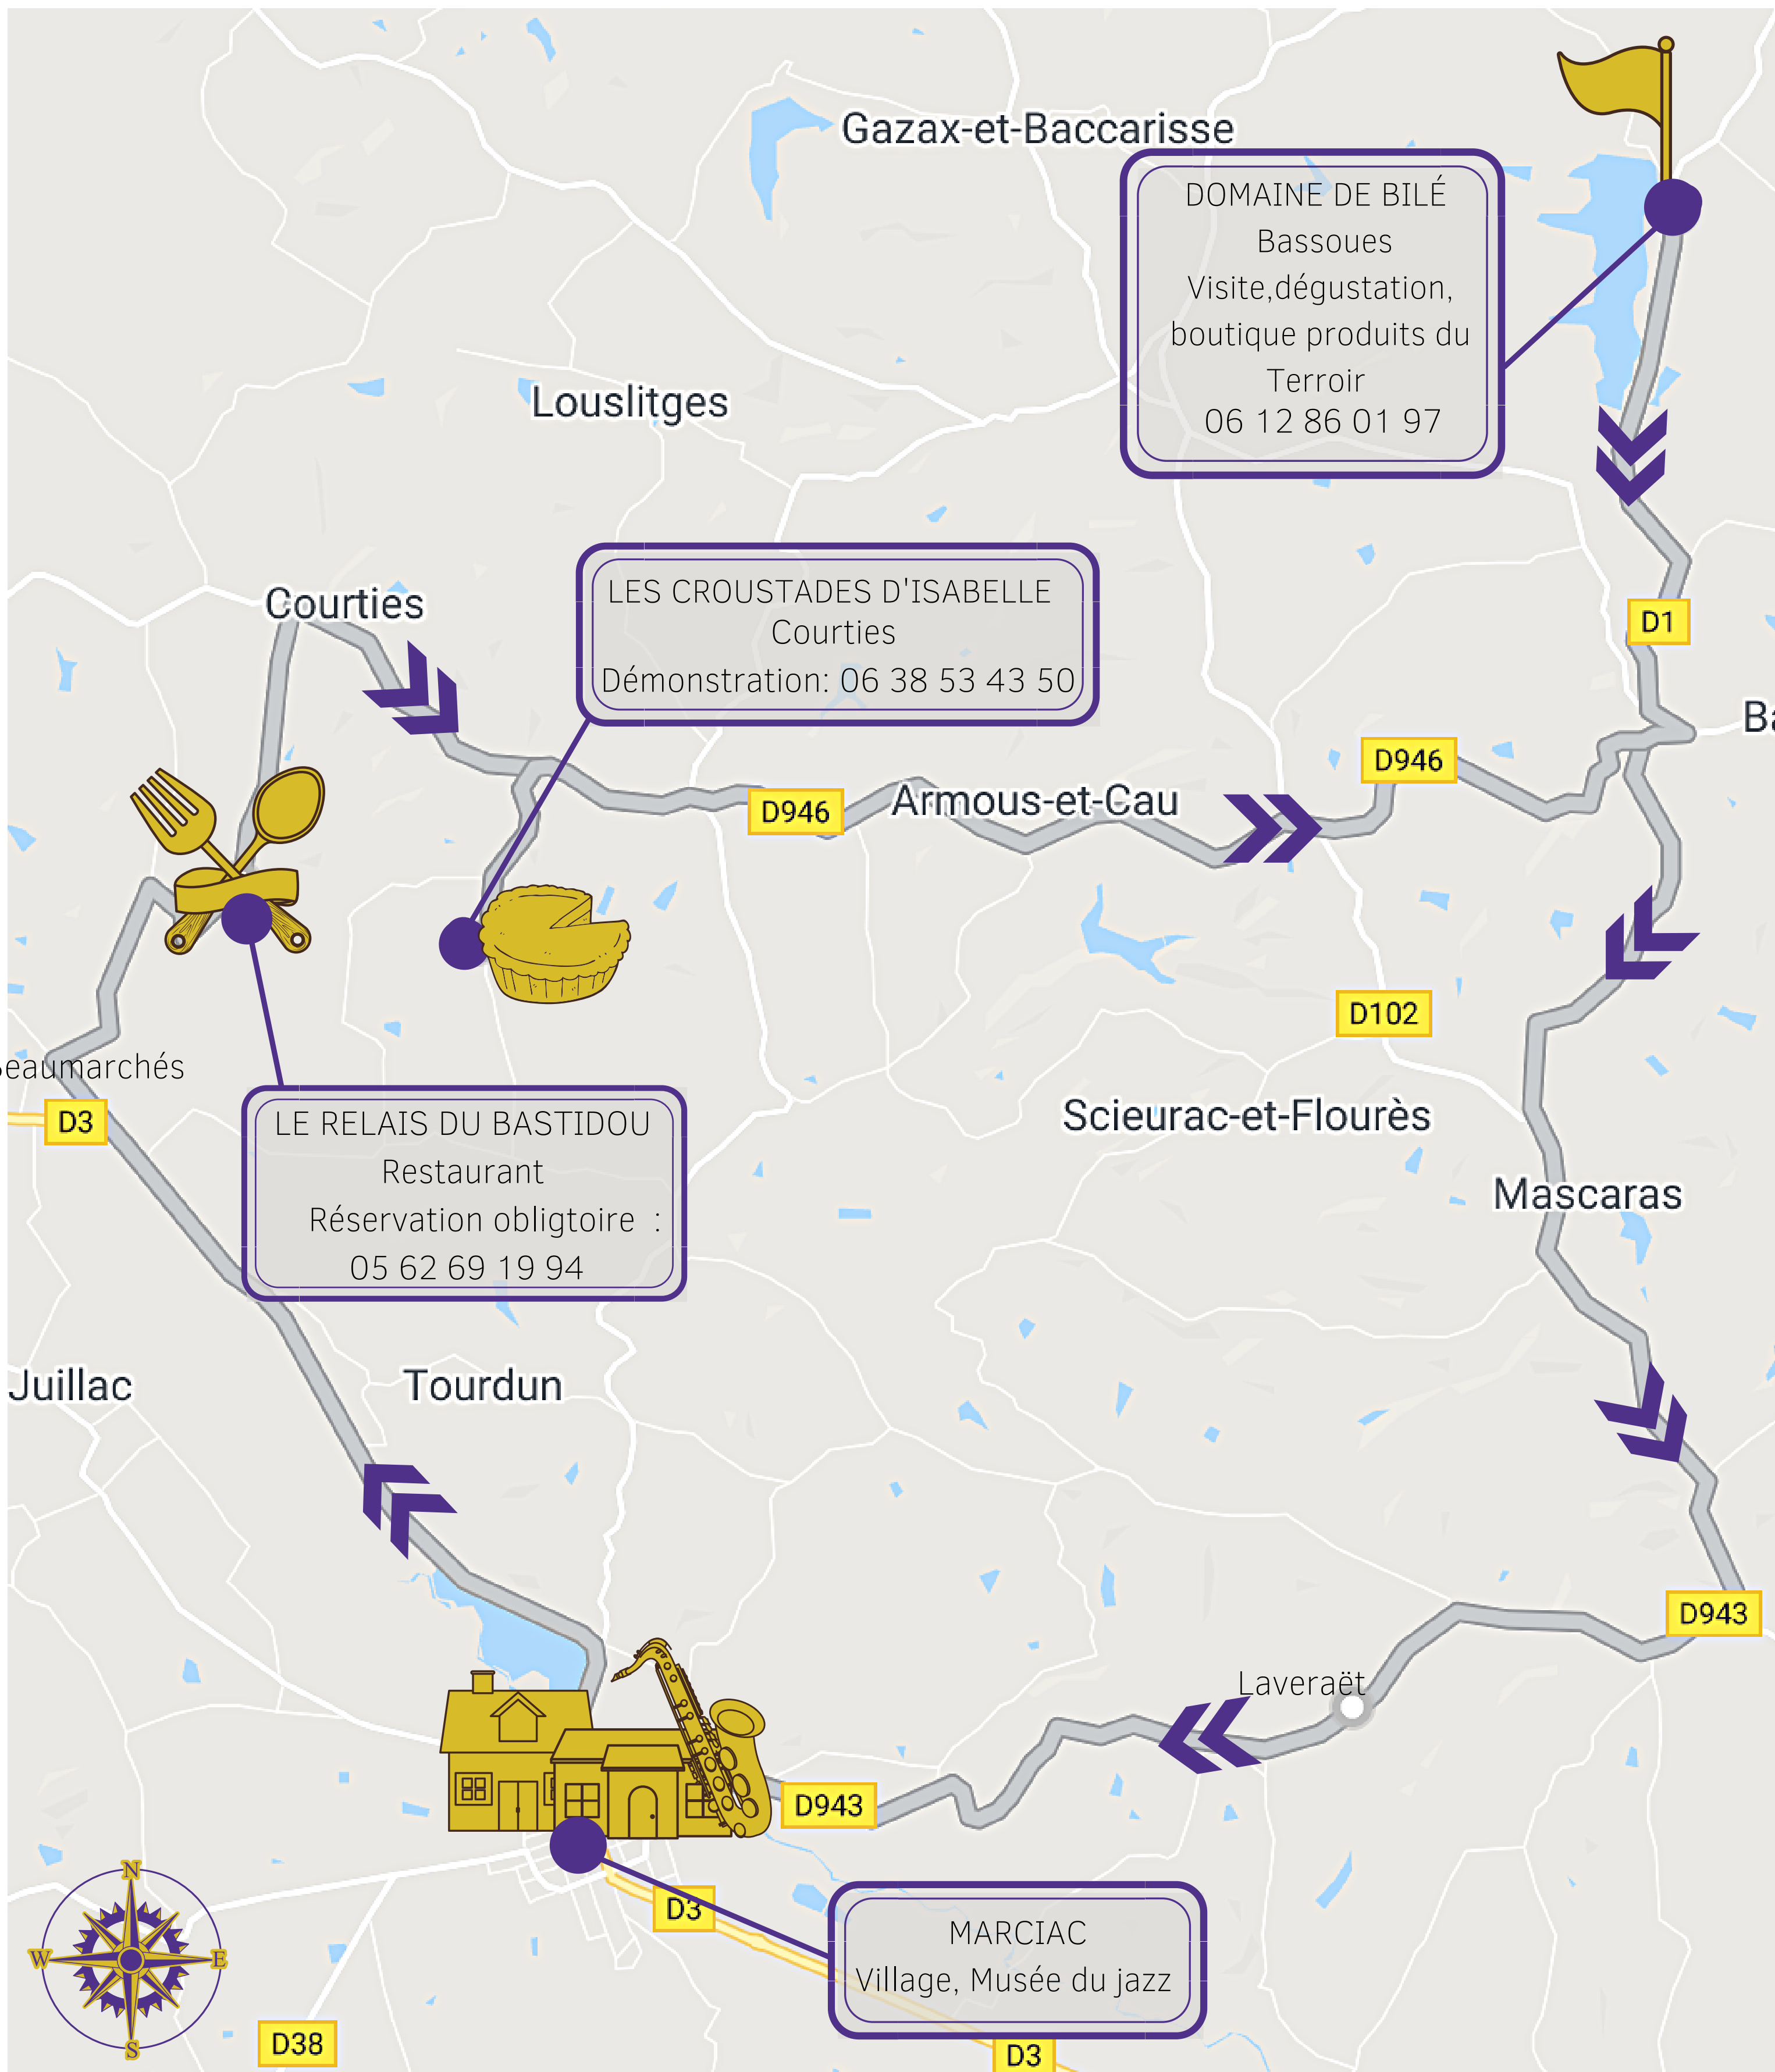 Gazax-et-Baccarisse
DOMAINE DE BILÉ
Bassoues
Visite,dégustation,
boutique produits du
Terroir
06 12 86 01 97
Louslitges
LES CROUSTADES D'ISABELLE
Courties
Démonstration: 06 38 53 43 50
Courties
D1
Ba
D946
D946
Armous-et-Cau
D102
eaumarchés
D3
LE RELAIS DU BASTIDOU
Restaurant
Réservation obligtoire :
05 62 69 19 94
Scieurac-et-Flourès
Mascaras
Juillac
Tourdun
D943
Laveraët
D943
D3
MARCIAC
Village, Musée du jazz
N
W
E
S
D38
D3